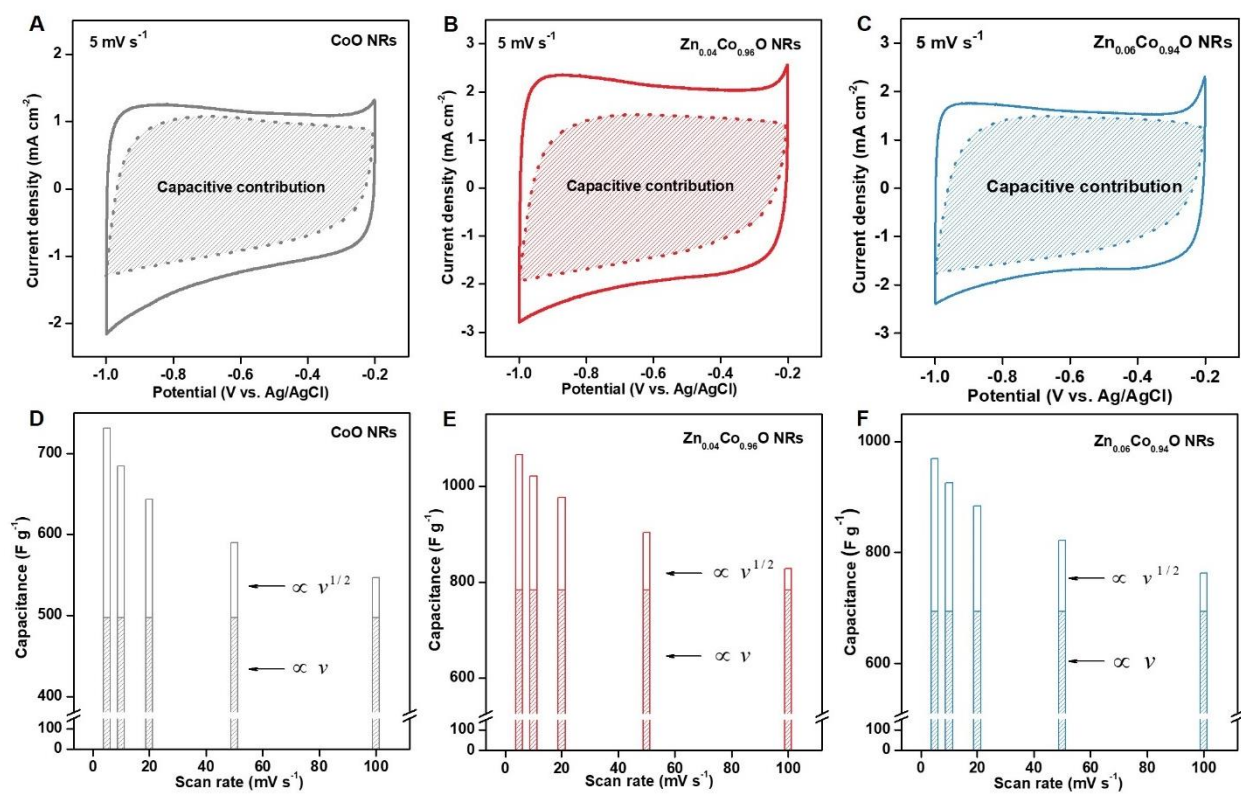 A
5 mV s⁻¹
CoO NRs
Current density (mA cm⁻²)
2
1
0
-1
-2
Capacitive contribution
-1.0 -0.8 -0.6 -0.4 -0.2
Potential (V vs. Ag/AgCl)
B
5 mV s⁻¹
Zn₀.₀₄Co₀.₉₆O NRs
Current density (mA cm⁻²)
3
2
1
0
-1
-2
-3
Capacitive contribution
-1.0 -0.8 -0.6 -0.4 -0.2
Potential (V vs. Ag/AgCl)
C
5 mV s⁻¹
Zn₀.₀₆Co₀.₉₄O NRs
Current density (mA cm⁻²)
3
2
1
0
-1
-2
-3
Capacitive contribution
-1.0 -0.8 -0.6 -0.4 -0.2
Potential (V vs. Ag/AgCl)
D
CoO NRs
Capacitance (F g⁻¹)
700
600
500
400
100
0
∝ v^1/2
∝ v
0 20 40 60 80 100
Scan rate (mV s⁻¹)
E
Zn₀.₀₄Co₀.₉₆O NRs
Capacitance (F g⁻¹)
1000
800
600
100
0
∝ v^1/2
∝ v
0 20 40 60 80 100
Scan rate (mV s⁻¹)
F
Zn₀.₀₆Co₀.₉₄O NRs
Capacitance (F g⁻¹)
1000
800
600
100
0
∝ v^1/2
∝ v
0 20 40 60 80 100
Scan rate (mV s⁻¹)